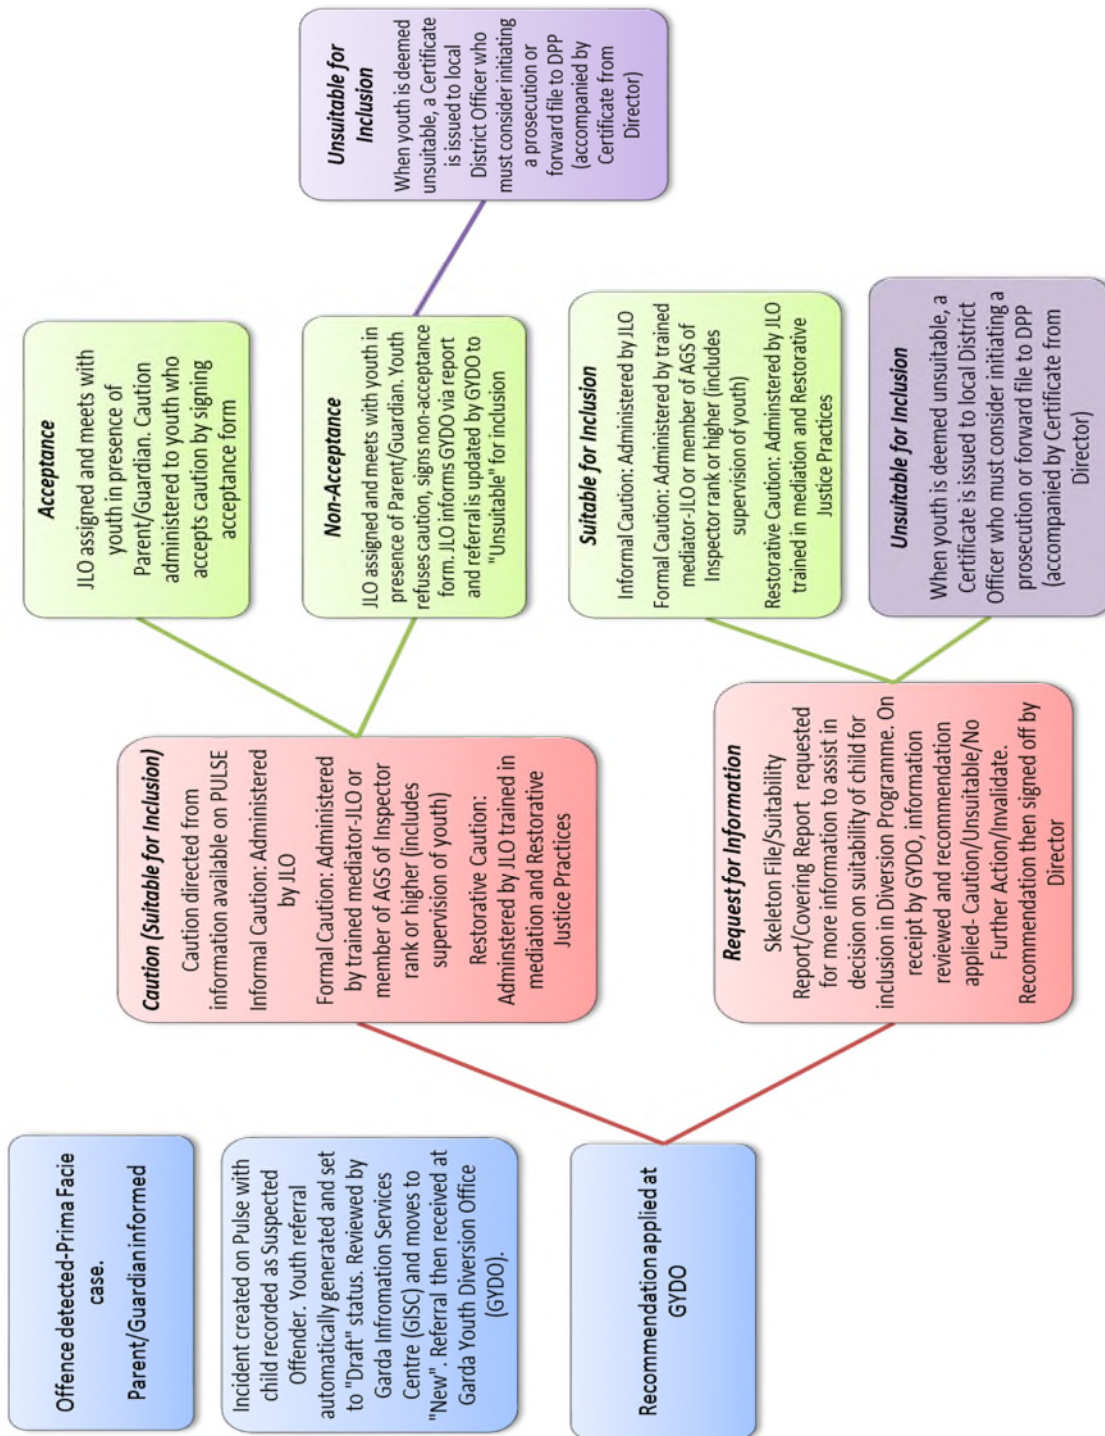 Offence detected-Prima Facie
case.
Parent/Guardian informed
Incident created on Pulse with
child recorded as Suspected
Offender. Youth referral
automatically generated and set
to "Draft" status. Reviewed by
Garda Infromation Services
Centre (GISC) and moves to
"New". Referral then received at
Garda Youth Diversion Office
(GYDO).
Recommendation applied at
GYDO
Caution (Suitable for Inclusion)
Caution directed from
information available on PULSE
Informal Caution: Administered
by JLO
Formal Caution: Administered
by trained mediator-JLO or
member of AGS of Inspector
rank or higher (includes
supervision of youth)
Restorative Caution:
Administered by JLO trained in
mediation and Restorative
Justice Practices
Request for Information
Skeleton File/Suitability
Report/Covering Report requested
for more information to assist in
decision on suitability of child for
inclusion in Diversion Programme. On
receipt by GYDO, information
reviewed and recommendation
applied- Caution/Unsuitable/No
Further Action/Invalidate.
Recommendation then signed off by
Director
Acceptance
JLO assigned and meets with
youth in presence of
Parent/Guardian. Caution
administered to youth who
accepts caution by signing
acceptance form
Non-Acceptance
JLO assigned and meets with youth in
presence of Parent/Guardian. Youth
refuses caution, signs non-acceptance
form. JLO informs GYDO via report
and referral is updated by GYDO to
"Unsuitable" for inclusion
Suitable for Inclusion
Informal Caution: Administered by JLO
Formal Caution: Administered by trained
mediator-JLO or member of AGS of
Inspector rank or higher (includes
supervision of youth)
Restorative Caution: Administered by JLO
trained in mediation and Restorative
Justice Practices
Unsuitable for Inclusion
When youth is deemed unsuitable, a
Certificate is issued to local District
Officer who must consider initiating a
prosecution or forward file to DPP
(accompanied by Certificate from
Director)
Unsuitable for
Inclusion
When youth is deemed
unsuitable, a Certificate
is issued to local
District Officer who
must consider initiating
a prosecution or
forward file to DPP
(accompanied by
Certificate from
Director)